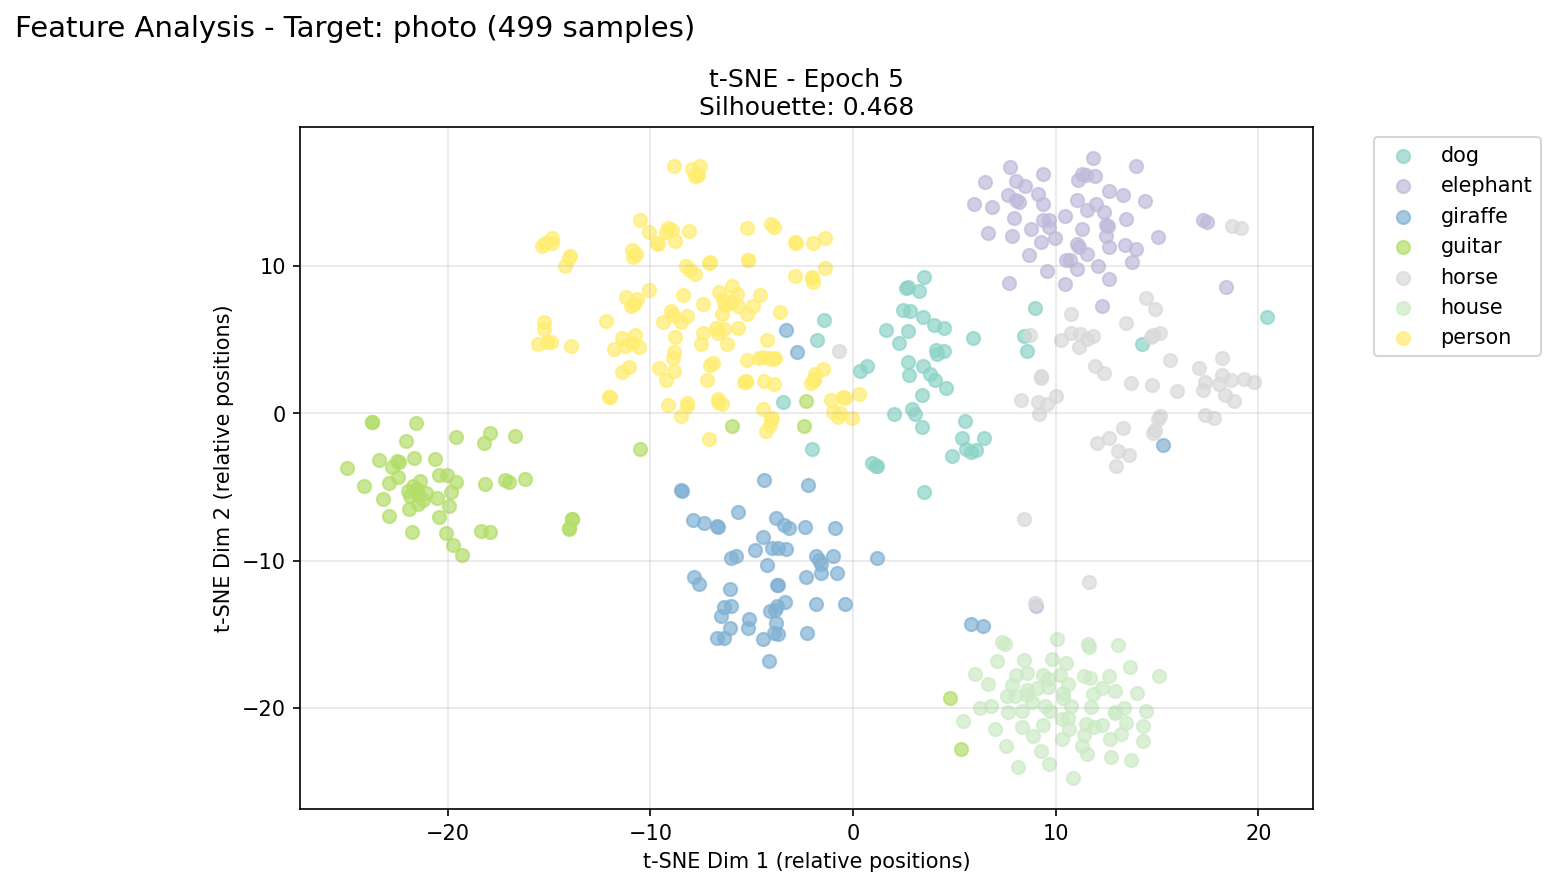 Feature Analysis - Target: photo (499 samples)
t-SNE - Epoch 5
Silhouette: 0.468
dog
elephant
giraffe
guitar
horse
house
person
10
0
−10
−20
t-SNE Dim 2 (relative positions)
−20
−10
0
10
20
t-SNE Dim 1 (relative positions)